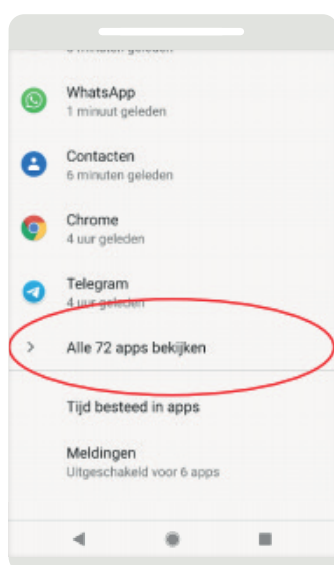 WhatsApp
1 minuut geleden
Contacten
6 minuten geleden
Chrome
4 uur geleden
Telegram
4 uur geleden
Alle 72 apps bekijken
Tijd besteed in apps
Meldingen
Uitgeschakeld voor 6 apps